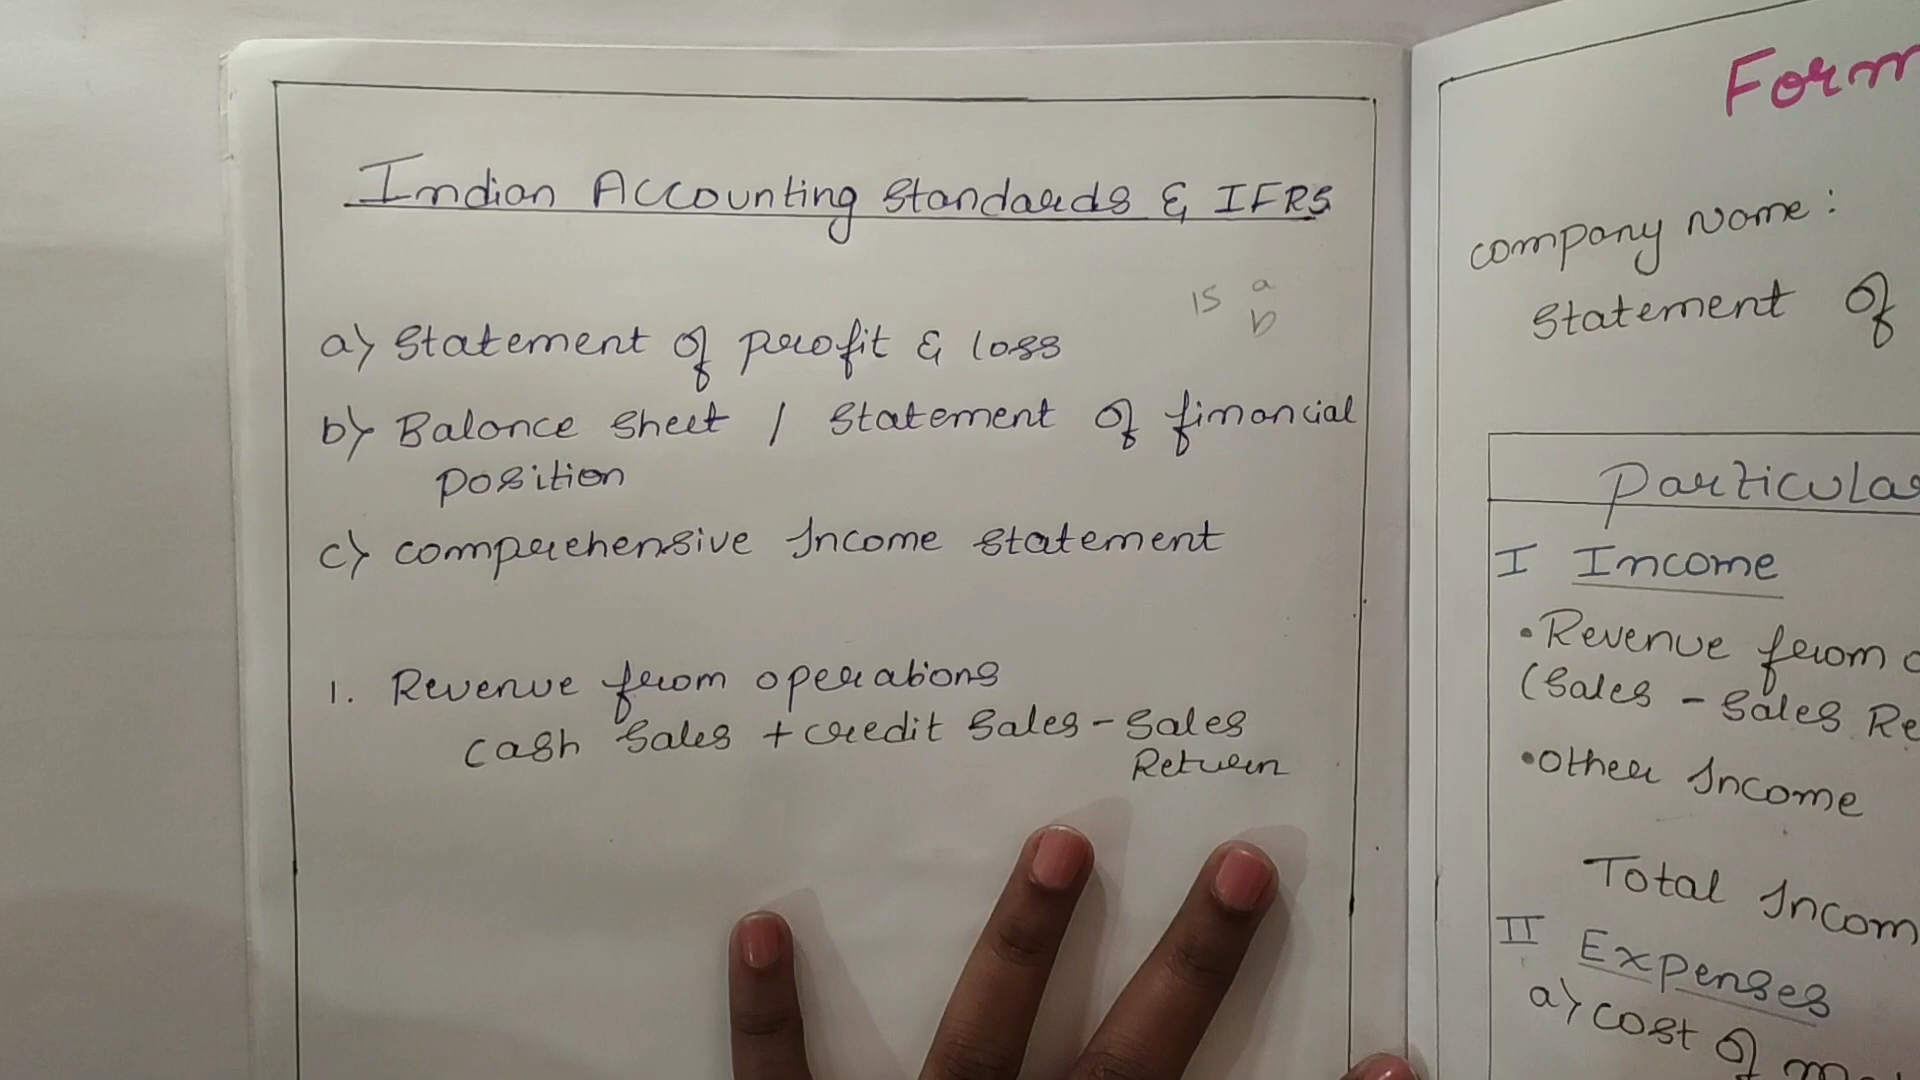 Indian Accounting Standards & IFRS
15 a
b
a) Statement of profit & loss
b) Balance Sheet / Statement of financial
position
c) comprehensive Income statement
1. Revenue from operations
cash Sales + credit Sales - Sales
Return
Form
company Name:
Statement of
Particula
I Income
• Revenue from o
(Sales - Sales Re
• Other Income
Total Incom
II Expenses
a) Cost of